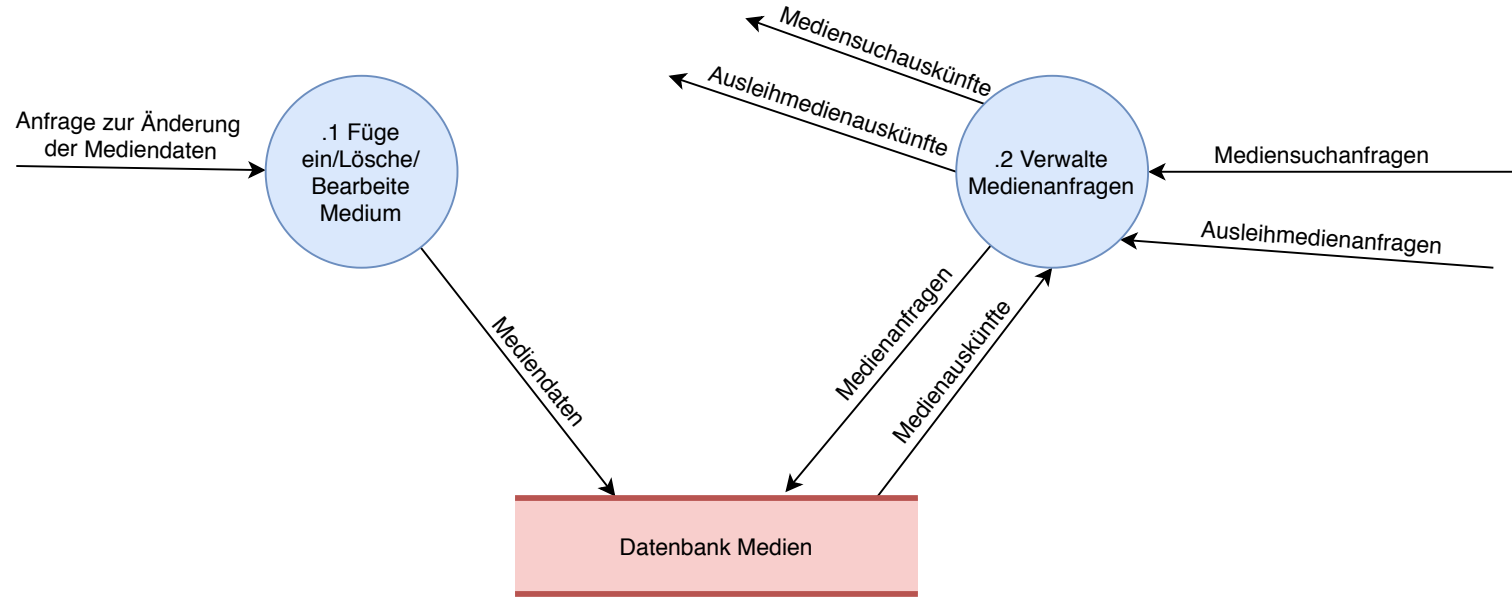 Mediensuchauskünfte
Ausleihmedienauskünfte
Anfrage zur Änderung
der Mediendaten
.1 Füge
ein/Lösche/
Bearbeite
Medium
.2 Verwalte
Medienanfragen
Mediensuchanfragen
Ausleihmedienanfragen
Mediendaten
Medienanfragen
Medienauskünfte
Datenbank Medien